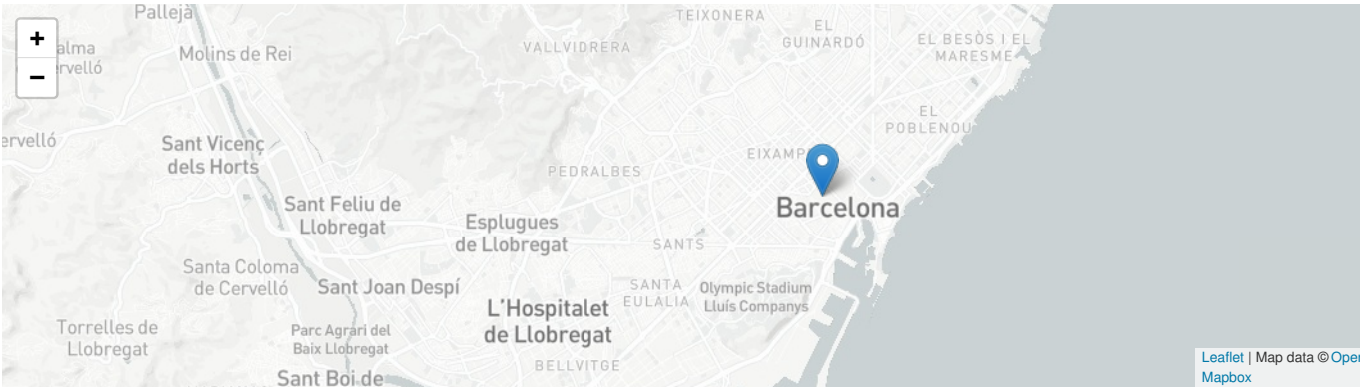 Pallejà
TEIXONERA
+
EL
GUINARDÓ
EL BESÒS I EL
MARESME
VALLVIDRERA
Molins de Rei
alma
ervelló
−
EL
POBLENOU
ervelló
Sant Vicenç
dels Horts
EIXAMP
PEDRALBES
Sant Feliu de
Llobregat
Barcelona
Esplugues
de Llobregat
SANTS
Santa Coloma
de Cervelló
Sant Joan Despí
SANTA
EULÀLIA
Olympic Stadium
Lluís Companys
L'Hospitalet
de Llobregat
Torrelles de
Llobregat
Parc Agrari del
Baix Llobregat
BELLVITGE
Sant Boi de
Leaflet | Map data © Oper
Mapbox